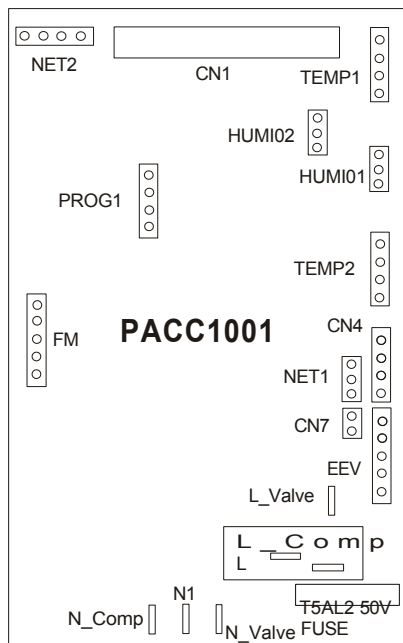 NET2
CN1
TEMP1
HUMI02
HUMI01
PROG1
TEMP2
PACC1001
CN4
FM
NET1
CN7
EEV
L_Valve
L_Comp
L
T5AL2 50V
FUSE
N1
N_Comp
N_Valve